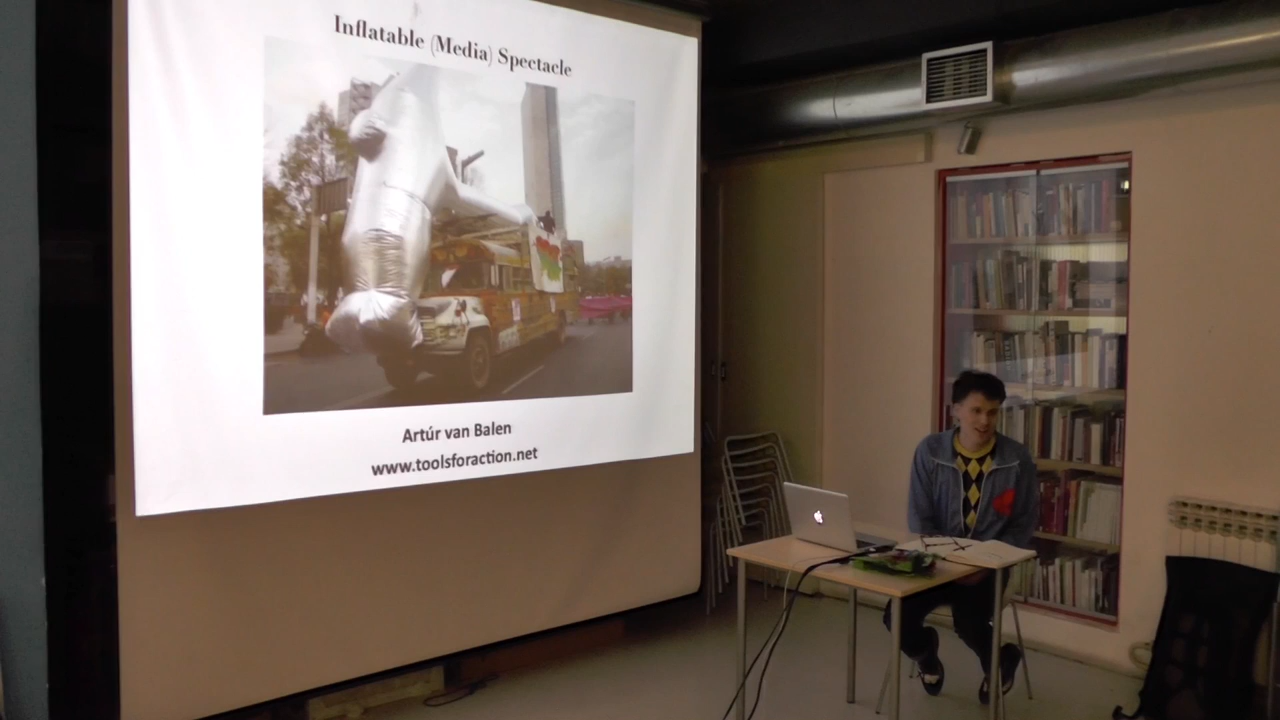 Inflatable (Media) Spectacle
Artúr van Balen
www.toolsforaction.net